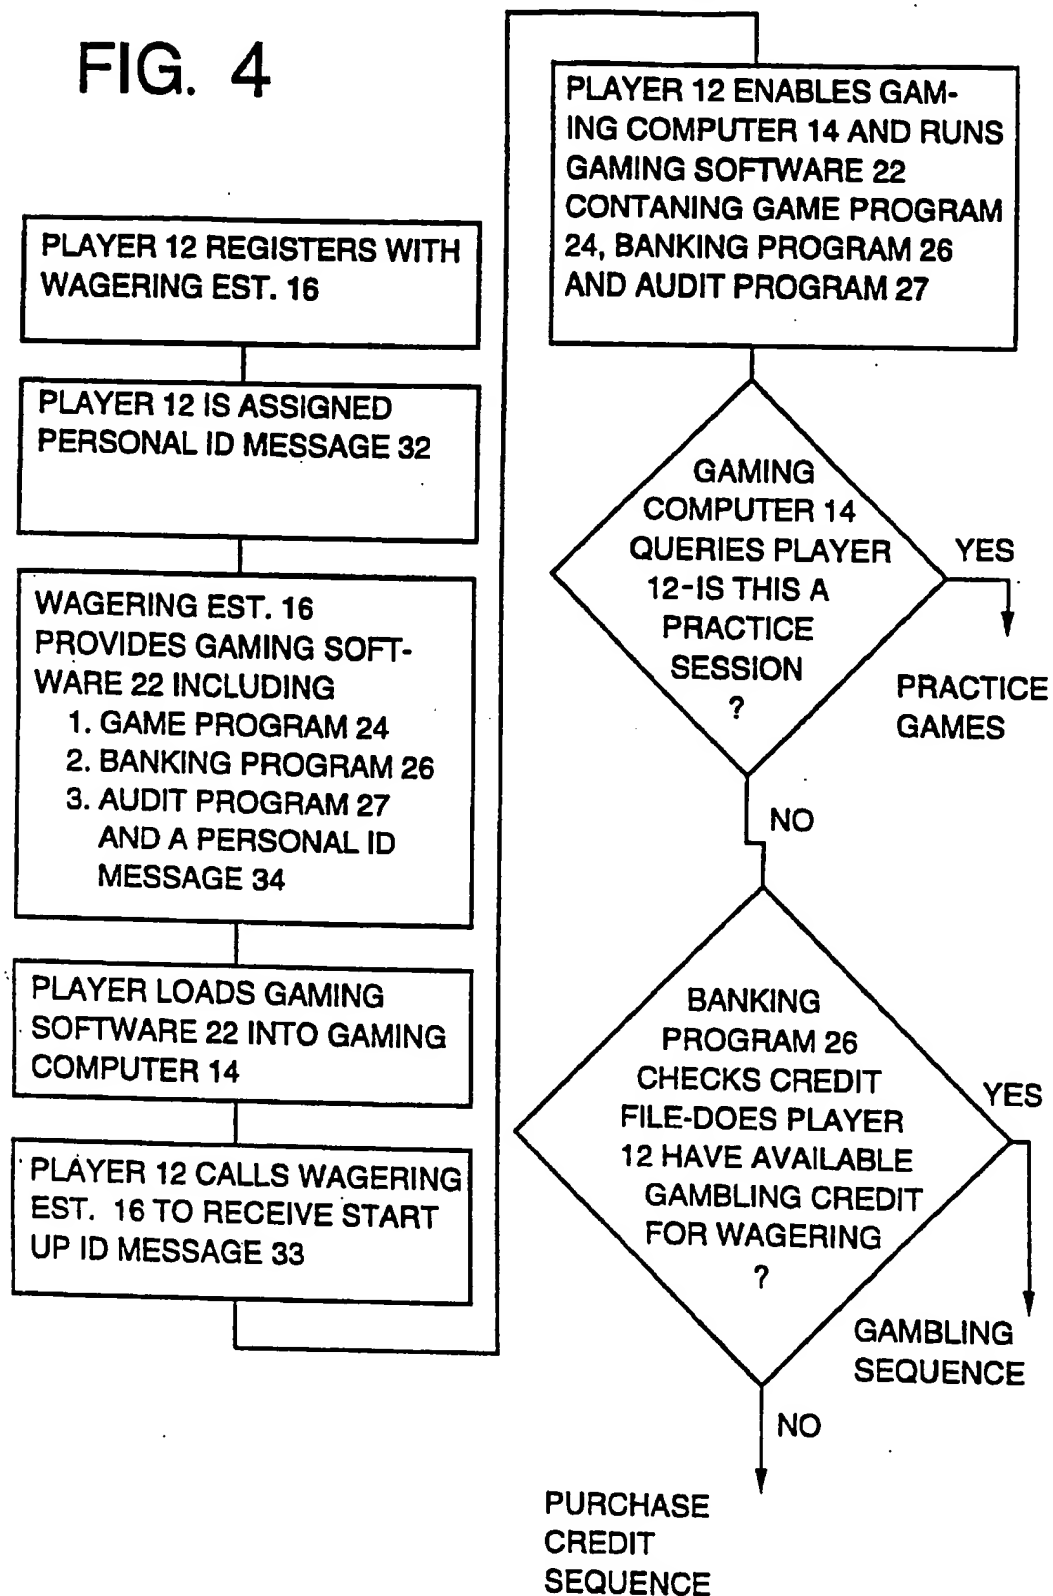 FIG. 4
PLAYER 12 REGISTERS WITH
WAGERING EST. 16
PLAYER 12 IS ASSIGNED
PERSONAL ID MESSAGE 32
WAGERING EST. 16
PROVIDES GAMING SOFT-
WARE 22 INCLUDING
1. GAME PROGRAM 24
2. BANKING PROGRAM 26
3. AUDIT PROGRAM 27
AND A PERSONAL ID
MESSAGE 34
PLAYER LOADS GAMING
SOFTWARE 22 INTO GAMING
COMPUTER 14
PLAYER 12 CALLS WAGERING
EST. 16 TO RECEIVE START
UP ID MESSAGE 33
PLAYER 12 ENABLES GAM-
ING COMPUTER 14 AND RUNS
GAMING SOFTWARE 22
CONTANING GAME PROGRAM
24, BANKING PROGRAM 26
AND AUDIT PROGRAM 27
GAMING
COMPUTER 14
QUERIES PLAYER
12-IS THIS A
PRACTICE
SESSION
?
YES
PRACTICE
GAMES
NO
BANKING
PROGRAM 26
CHECKS CREDIT
FILE-DOES PLAYER
12 HAVE AVAILABLE
GAMBLING CREDIT
FOR WAGERING
?
YES
GAMBLING
SEQUENCE
NO
PURCHASE
CREDIT
SEQUENCE